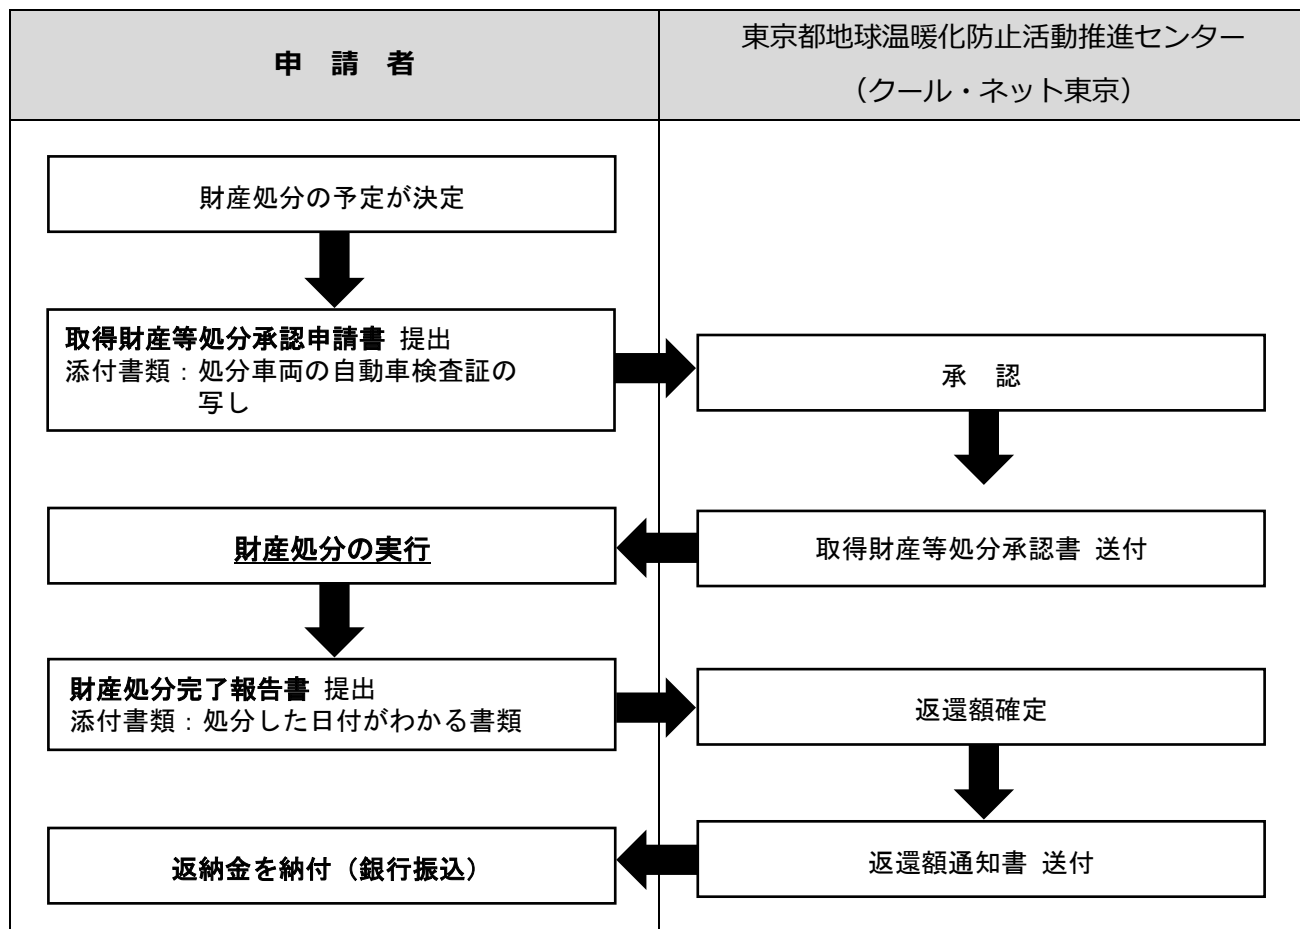 申　請　者
東京都地球温暖化防止活動推進センター
（クール・ネット東京）
財産処分の予定が決定
取得財産等処分承認申請書 提出
添付書類：処分車両の自動車検査証の
写し
承　認
取得財産等処分承認書 送付
財産処分の実行
財産処分完了報告書 提出
添付書類：処分した日付がわかる書類
返還額確定
返還額通知書 送付
返納金を納付（銀行振込）